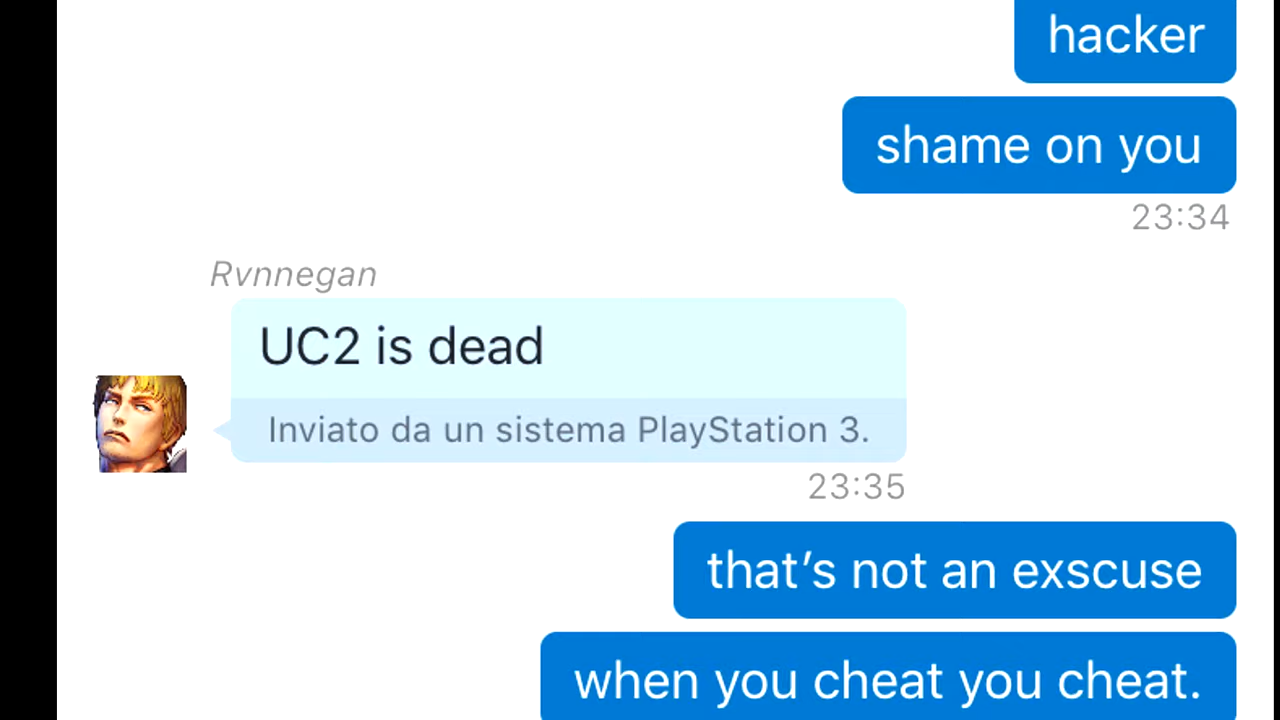 hacker
shame on you
23:34
Rvnnegan
UC2 is dead
Inviato da un sistema PlayStation 3.
23:35
that’s not an exscuse
when you cheat you cheat.